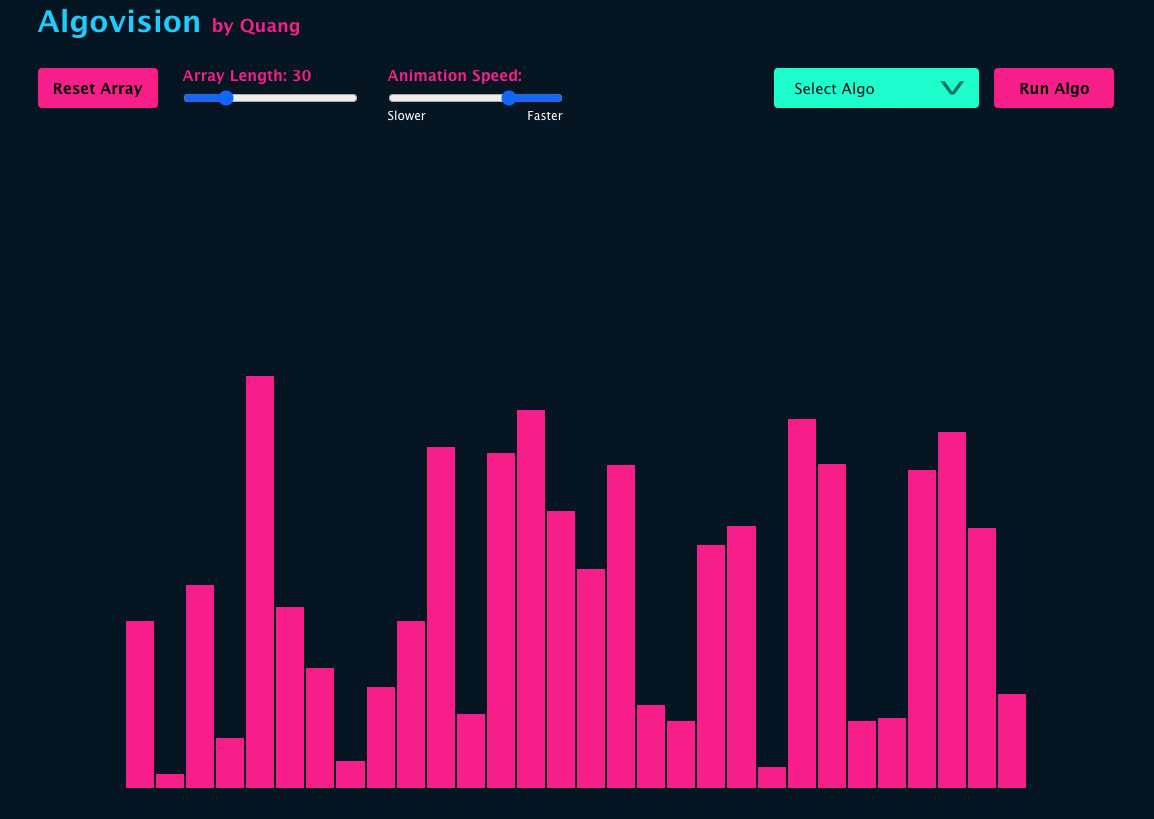 Algovision by Quang
Reset Array
Array Length: 30
Animation Speed:
Slower
Faster
Select Algo
Run Algo